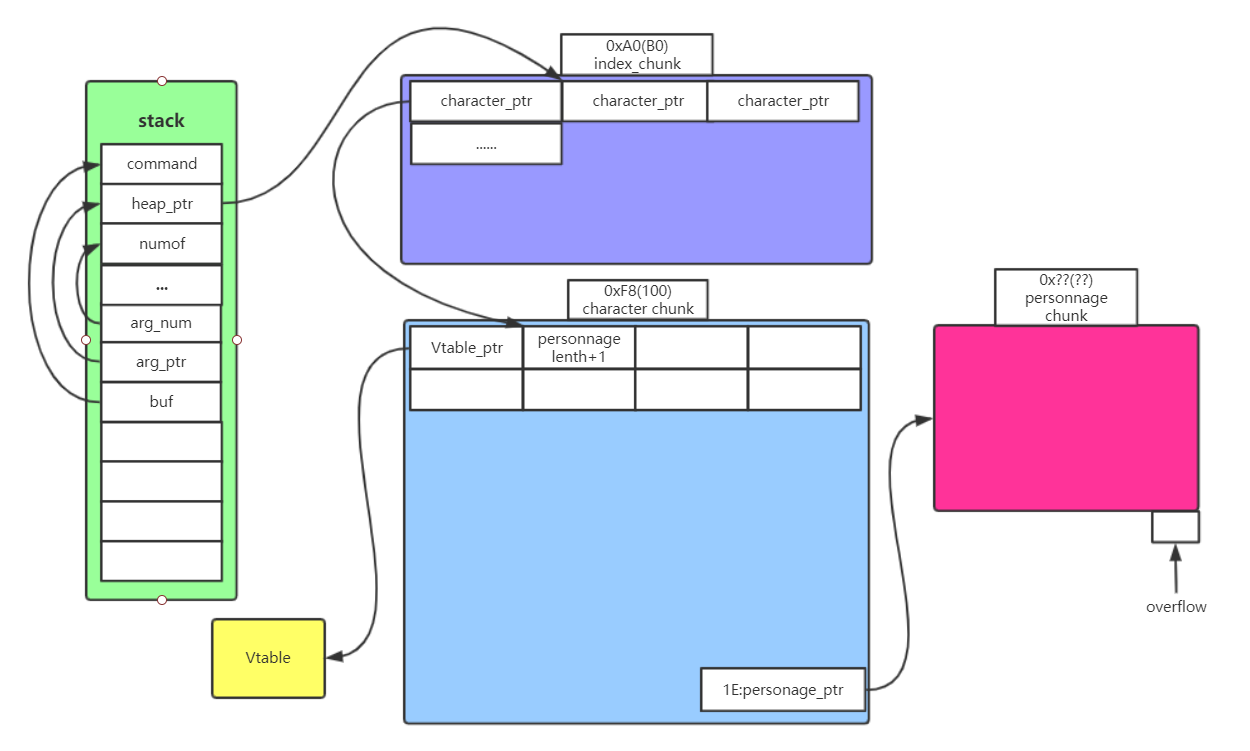 stack
command
heap_ptr
numof
...
arg_num
arg_ptr
buf
0xA0(B0)
index_chunk
character_ptr
character_ptr
character_ptr
......
0xF8(100)
character chunk
Vtable_ptr
personnage
lenth+1
1E:personage_ptr
Vtable
0x??(??)
personnage
chunk
overflow